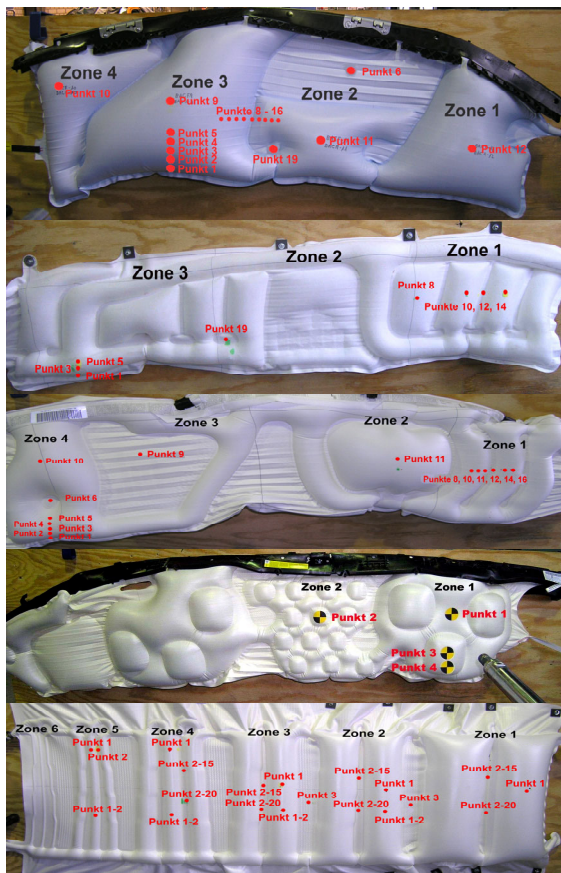 Zone 4
Zone 3
Zone 2
Zone 1
Punkt 6
Punkt 10
Punkt 9
Punkte 8 - 16
Punkt 5
Punkt 4
Punkt 3
Punkt 2
Punkt 1
Punkt 11
Punkt 19
Punkt 12
Zone 3
Zone 2
Zone 1
Punkt 8
Punkte 10, 12, 14
Punkt 19
Punkt 5
Punkt 3
Zone 4
Zone 3
Zone 2
Zone 1
Punkt 10
Punkt 9
Punkt 11
Punkte 8, 10, 11, 12, 14, 16
Punkt 6
Punkt 5
Punkt 4
Punkt 3
Punkt 2
Punkt 1
Zone 2
Zone 1
Punkt 2
Punkt 1
Punkt 3
Punkt 4
Zone 6
Zone 5
Zone 4
Zone 3
Zone 2
Zone 1
Punkt 1
Punkt 2
Punkt 1
Punkt 2-15
Punkt 2-20
Punkt 1-2
Punkt 1-2
Punkt 1
Punkt 2-15
Punkt 3
Punkt 2-20
Punkt 1-2
Punkt 2-15
Punkt 1
Punkt 3
Punkt 2-20
Punkt 1-2
Punkt 2-15
Punkt 1
Punkt 2-20